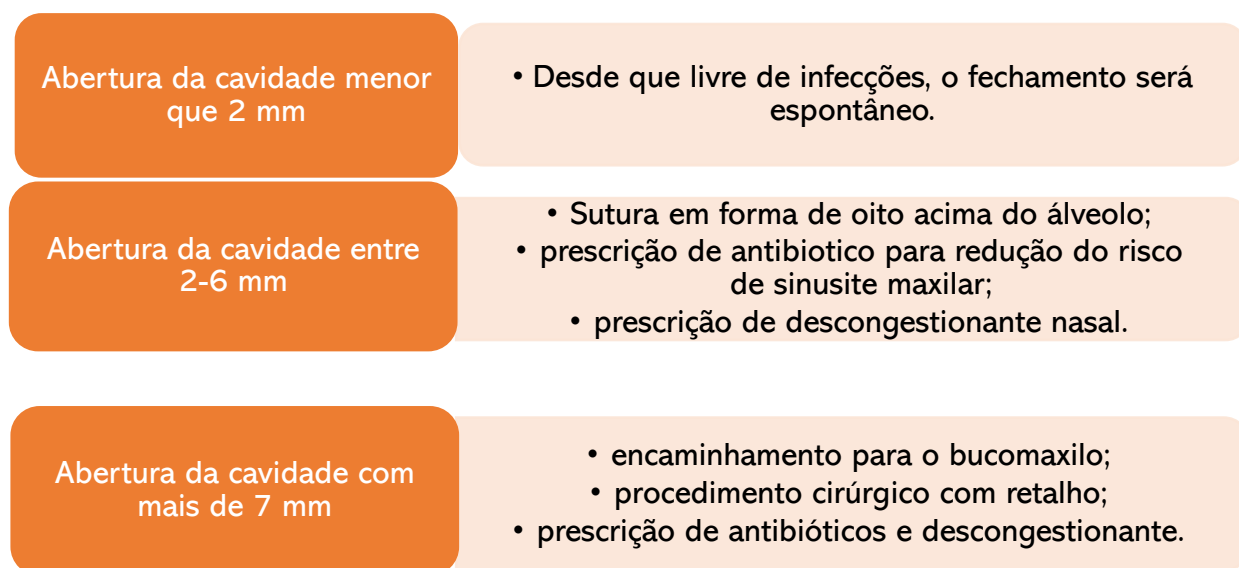 Abertura da cavidade menor
que 2 mm
• Desde que livre de infecções, o fechamento será
espontâneo.
Abertura da cavidade entre
2-6 mm
• Sutura em forma de oito acima do álveolo;
• prescrição de antibiotico para redução do risco
de sinusite maxilar;
• prescrição de descongestionante nasal.
Abertura da cavidade com
mais de 7 mm
• encaminhamento para o bucomaxilo;
• procedimento cirúrgico com retalho;
• prescrição de antibióticos e descongestionante.